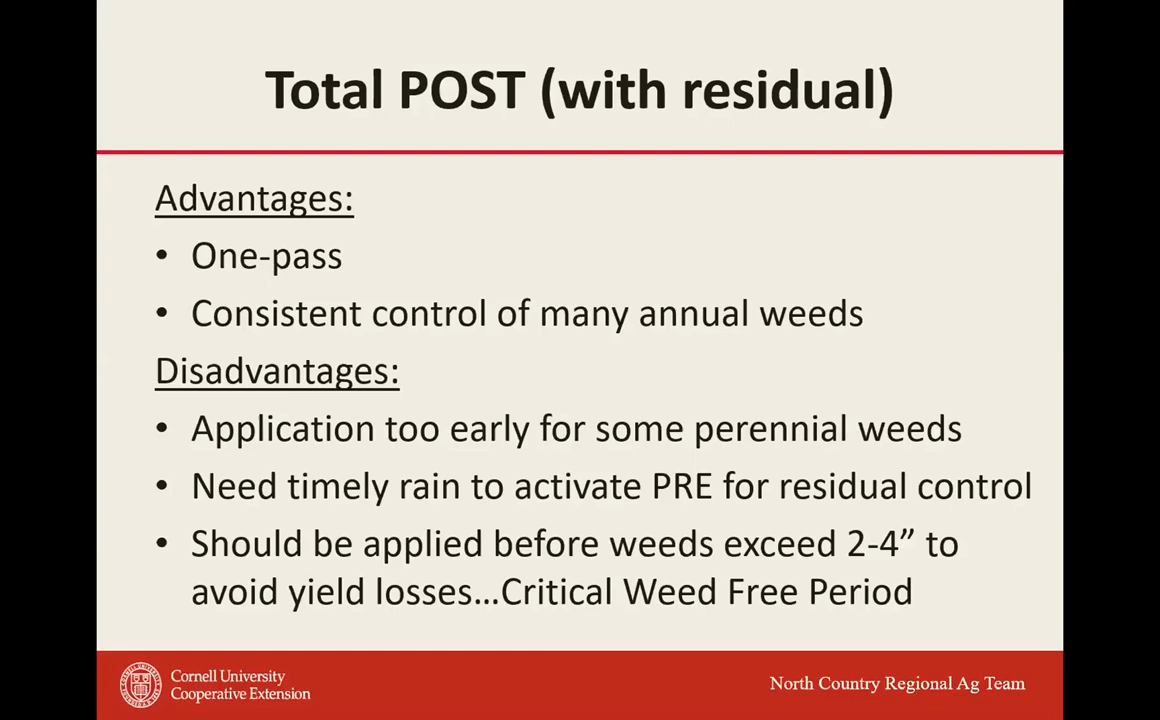 Total POST (with residual)
Advantages:
• One-pass
• Consistent control of many annual weeds
Disadvantages:
• Application too early for some perennial weeds
• Need timely rain to activate PRE for residual control
• Should be applied before weeds exceed 2-4” to
avoid yield losses…Critical Weed Free Period
Cornell University
Cooperative Extension
North Country Regional Ag Team